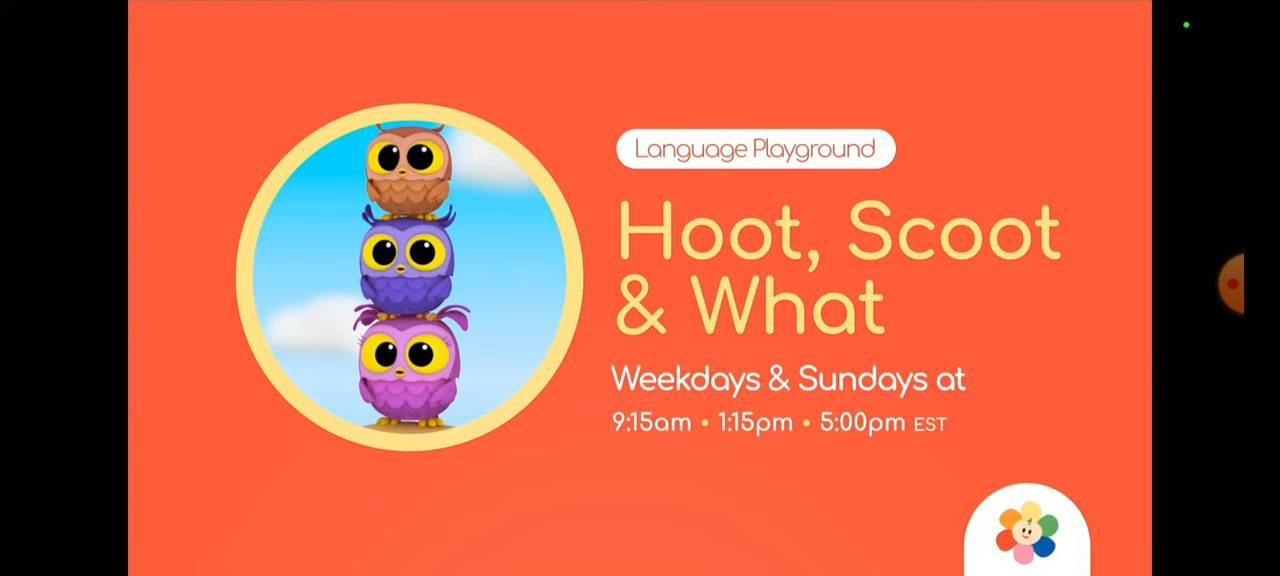 Language Playground
Hoot, Scoot
& What
Weekdays & Sundays at
9:15am • 1:15pm • 5:00pm EST